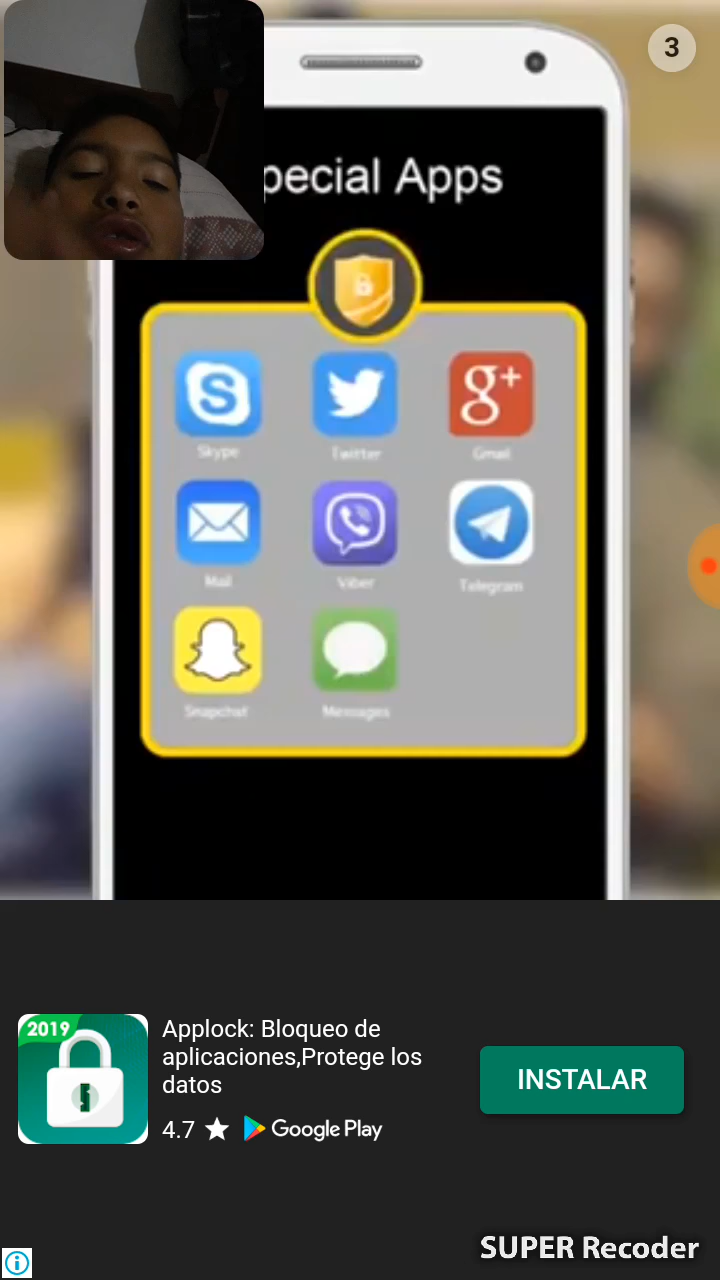 3
pecial Apps
Skype
Twitter
g+
Gmail
Mail
Viber
Telegram
Snapchat
Messages
2019
Applock: Bloqueo de
aplicaciones,Protege los
datos
INSTALAR
4.7 ★ Google Play
SUPER Recoder